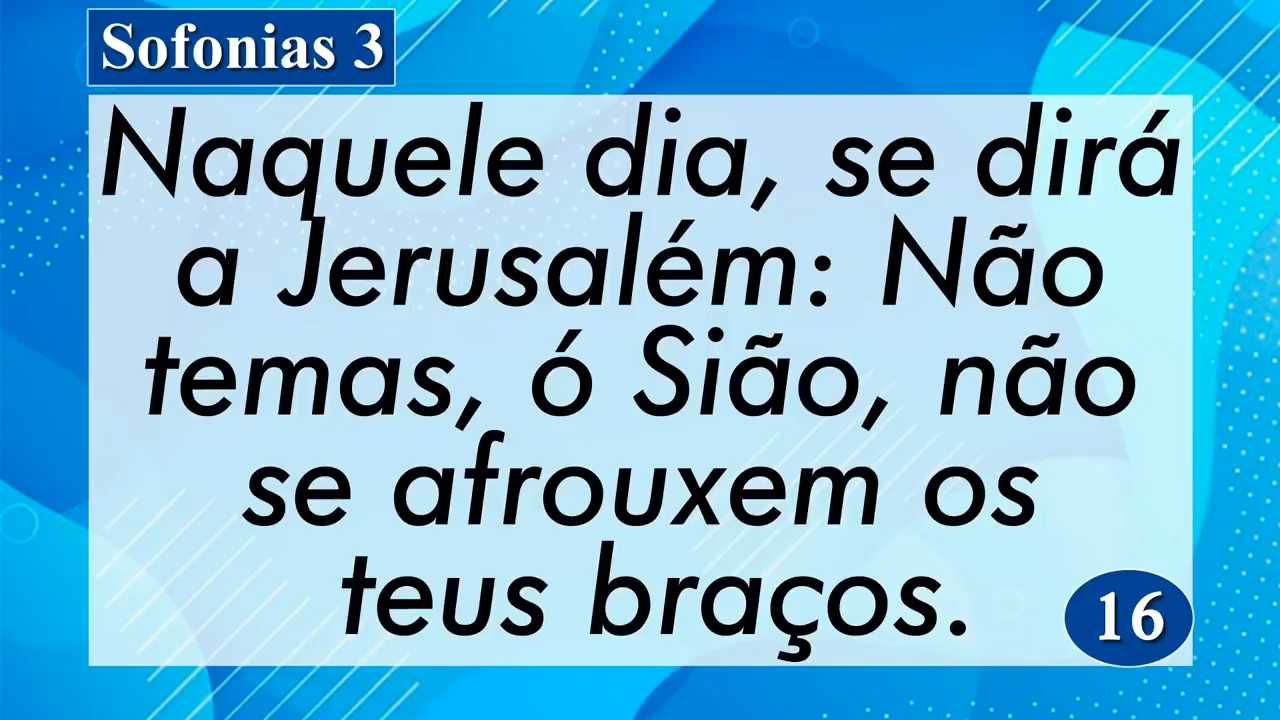 Sofonias 3
Naquele dia, se dirá
a Jerusalém: Não
temas, ó Sião, não
se afrouxem os
teus braços.
16